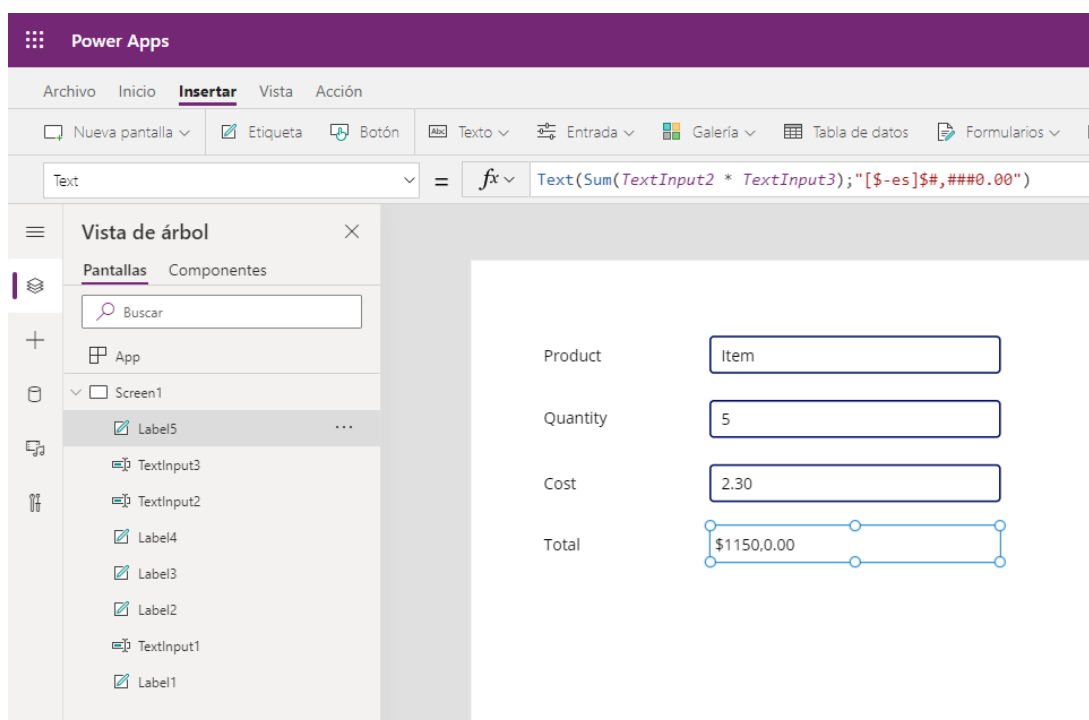 Power Apps
Archivo Inicio Insertar Vista Acción
Nueva pantalla Etiqueta Botón Abc Texto Entrada Galería Tabla de datos Formularios
Text = fx Text(Sum(TextInput2 * TextInput3);"[$-es]$#,###0.00")
Vista de árbol
Pantallas Componentes
Buscar
App
Screen1
Label5 ...
TextInput3
TextInput2
Label4
Label3
Label2
TextInput1
Label1
Product Item
Quantity 5
Cost 2.30
Total $1150,0.00